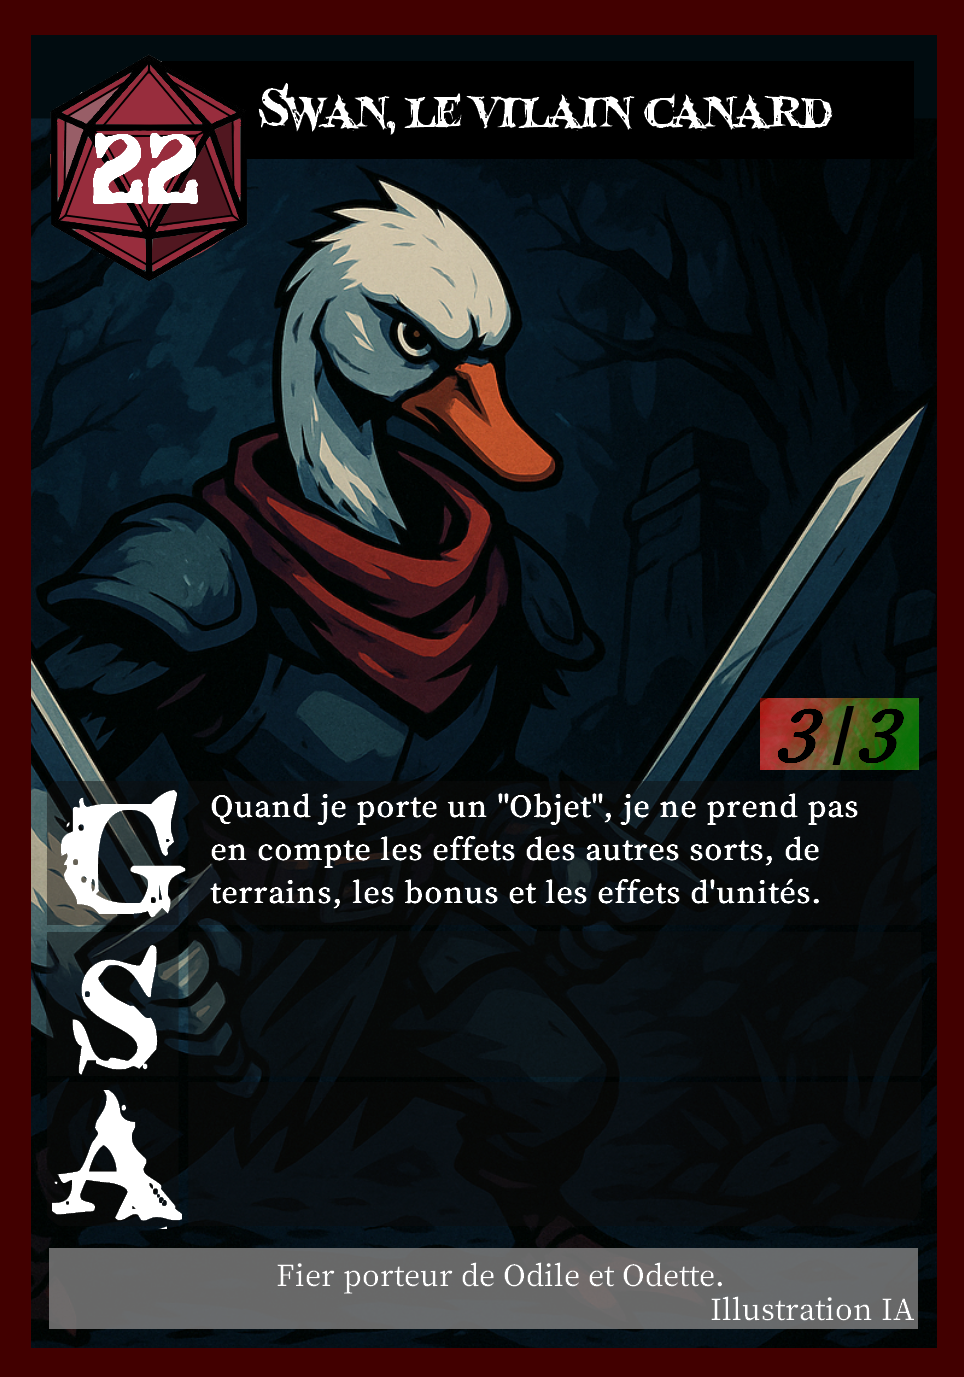 22
Swan, le vilain canard
3/3
G
Quand je porte un "Objet", je ne prend pas
en compte les effets des autres sorts, de
terrains, les bonus et les effets d'unités.
S
A
Fier porteur de Odile et Odette.
Illustration IA